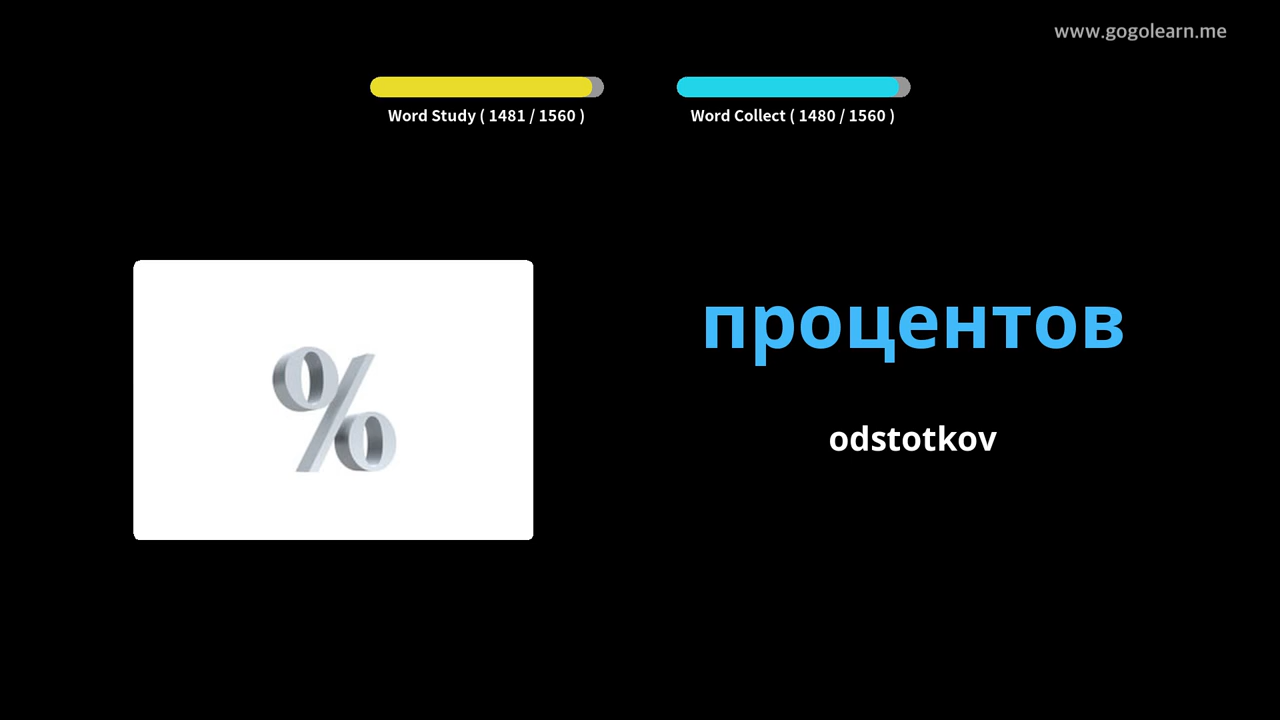 www.gogolearn.me
Word Study ( 1481 / 1560 )
Word Collect ( 1480 / 1560 )
%
процентов
odstotkov